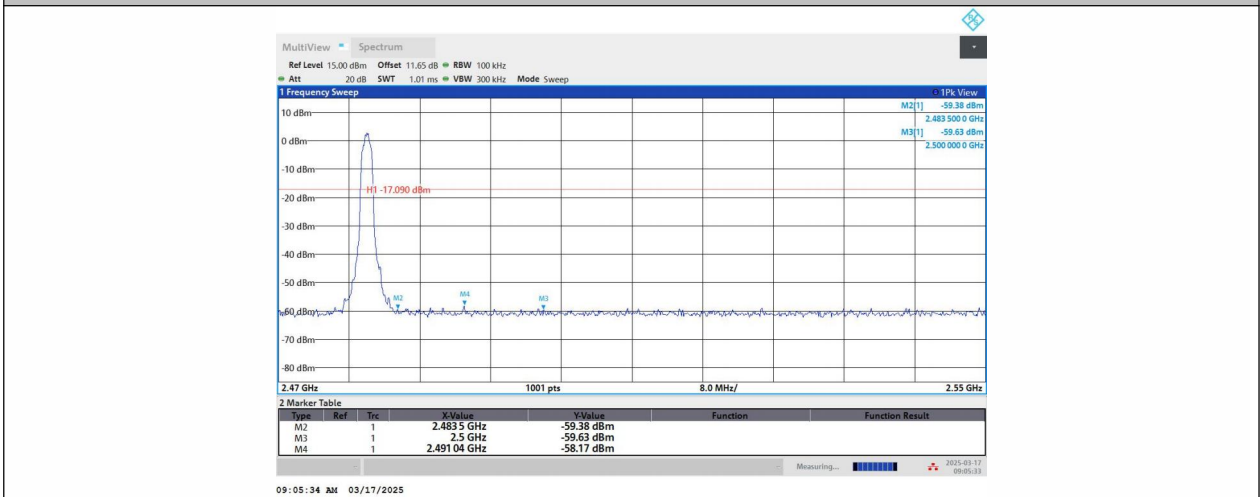 MultiView Spectrum
Ref Level 15.00 dBm Offset 11.65 dB RBW 100 kHz
Att 20 dB SWT 1.01 ms VBW 300 kHz Mode Sweep
1 Frequency Sweep 1Pk View
M2[1] -59.38 dBm
2.483 500 0 GHz
M3[1] -59.63 dBm
2.500 000 0 GHz
10 dBm
0 dBm
-10 dBm
H1 -17.090 dBm
-20 dBm
-30 dBm
-40 dBm
-50 dBm
M2 M4 M3
-60 dBm
-70 dBm
-80 dBm
2.47 GHz 1001 pts 8.0 MHz/ 2.55 GHz
2 Marker Table
Type Ref Trc X-Value Y-Value Function Function Result
M2 1 2.483 5 GHz -59.38 dBm
M3 1 2.5 GHz -59.63 dBm
M4 1 2.491 04 GHz -58.17 dBm
Measuring... 2025-03-17
09:05:33
09:05:34 AM 03/17/2025